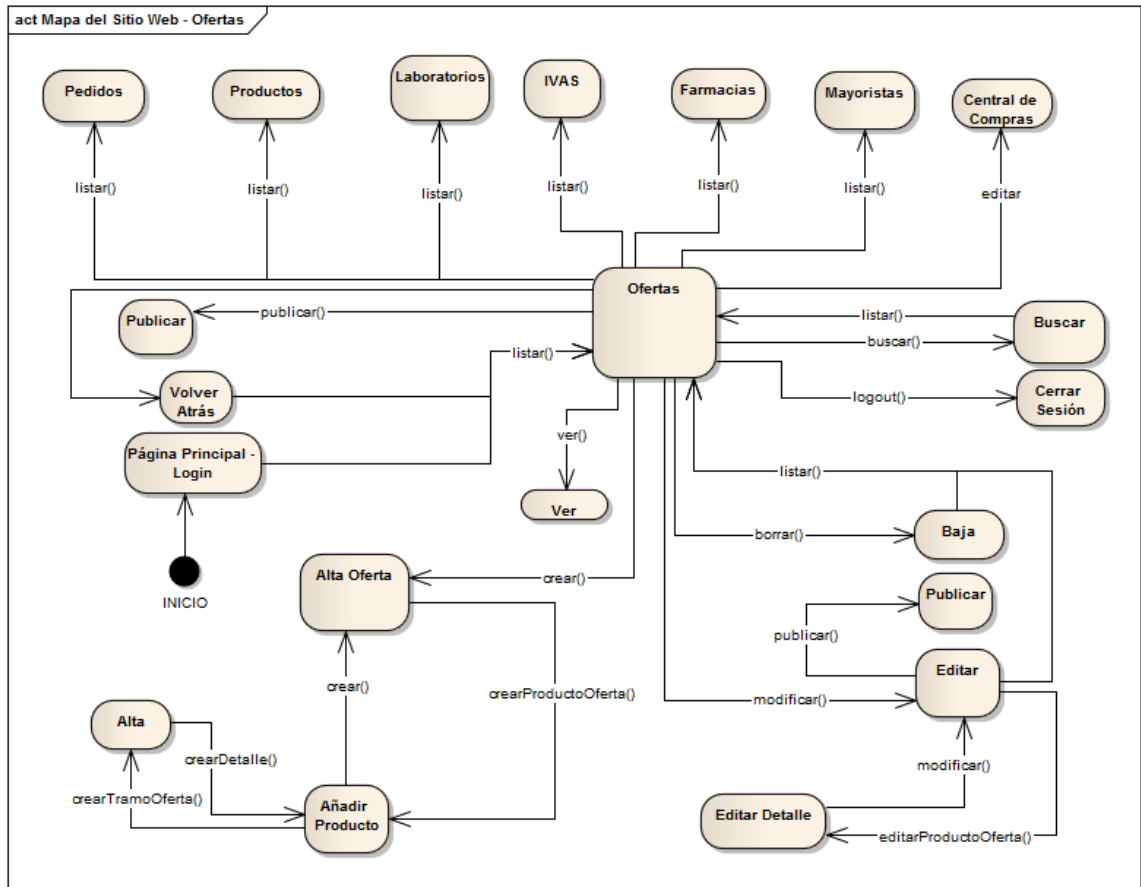 act Mapa del Sitio Web - Ofertas
Pedidos
Productos
Laboratorios
IVAS
Farmacias
Mayoristas
Central de
Compras
listar()
listar()
listar()
listar()
listar()
listar()
editar
Ofertas
Publicar
publicar()
listar()
Buscar
buscar()
Volver
Atrás
listar()
logout()
Cerrar
Sesión
Página Principal -
Login
ver()
Ver
listar()
borrar()
Baja
INICIO
Alta Oferta
crear()
Publicar
publicar()
crear()
crearProductoOferta()
Editar
modificar()
Alta
crearDetalle()
crearTramoOferta()
Añadir
Producto
modificar()
Editar Detalle
editarProductoOferta()